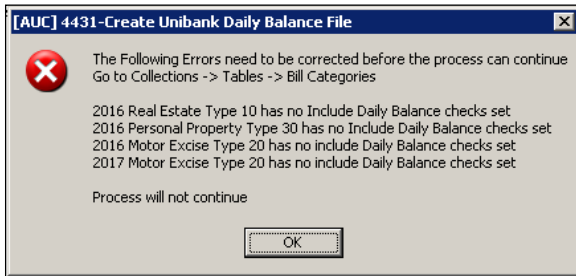 [AUC] 4431-Create Unibank Daily Balance File
The Following Errors need to be corrected before the process can continue
Go to Collections -> Tables -> Bill Categories
2016 Real Estate Type 10 has no Include Daily Balance checks set
2016 Personal Property Type 30 has no Include Daily Balance checks set
2016 Motor Excise Type 20 has no include Daily Balance checks set
2017 Motor Excise Type 20 has no include Daily Balance checks set
Process will not continue
OK